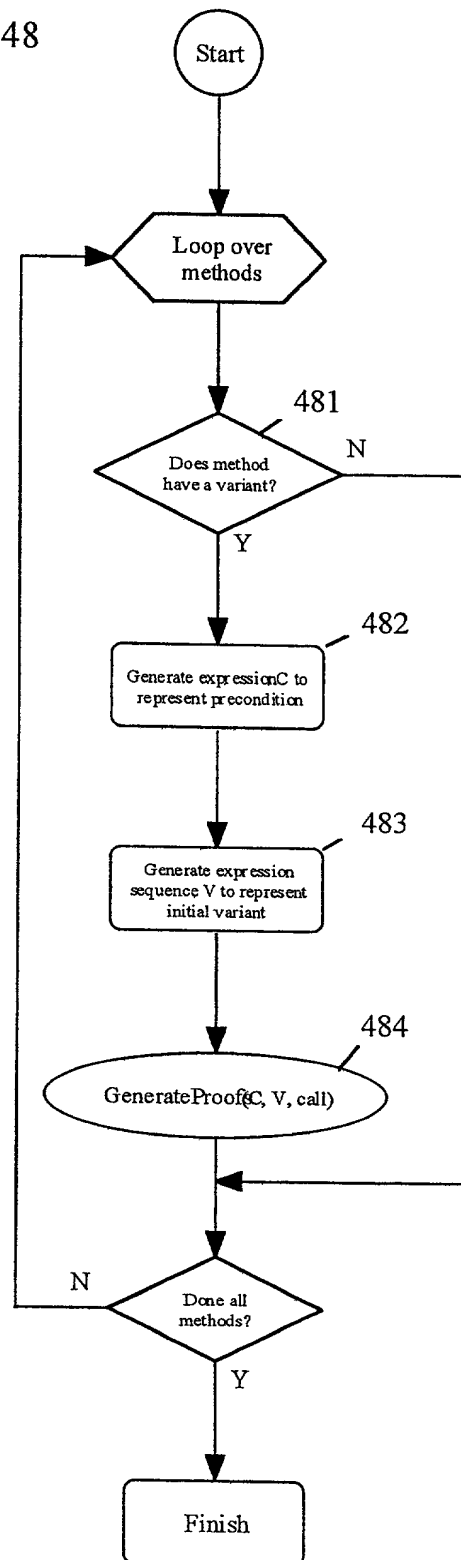 48
Start
Loop over
methods
481
Does method
have a variant?
N
Y
482
Generate expressionC to
represent precondition
483
Generate expression
sequence V to represent
initial variant
484
GenerateProofs(C, V, call)
N
Done all
methods?
Y
Finish